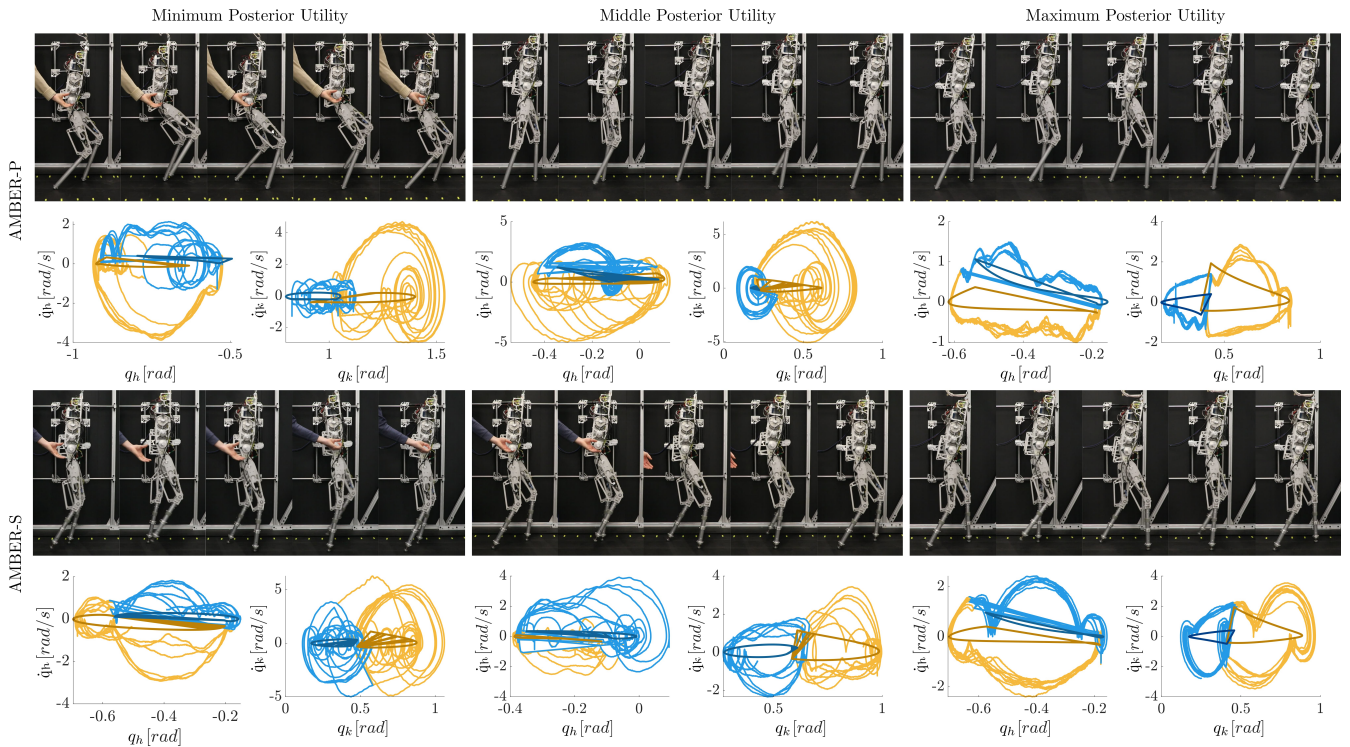 Minimum Posterior Utility
Middle Posterior Utility
Maximum Posterior Utility
AMBER-P
q̇ₕ[rad/s]
2
0
-2
-4
-1
-0.5
qₕ[rad]
q̇ₖ[rad/s]
4
2
0
-2
1
1.5
qₖ[rad]
q̇ₕ[rad/s]
5
0
-5
-0.4
-0.2
0
qₕ[rad]
q̇ₖ[rad/s]
5
0
-5
0
0.5
1
qₖ[rad]
q̇ₕ[rad/s]
2
1
0
-1
-0.6
-0.4
-0.2
qₕ[rad]
q̇ₖ[rad/s]
4
2
0
-2
0.5
1
qₖ[rad]
AMBER-S
q̇ₕ[rad/s]
2
0
-2
-4
-0.6
-0.4
-0.2
qₕ[rad]
q̇ₖ[rad/s]
5
0
-5
0
0.5
1
qₖ[rad]
q̇ₕ[rad/s]
4
2
0
-2
-4
-0.39
-0.2
0
0.1
qₕ[rad]
q̇ₖ[rad/s]
4
2
0
-2
0.5
1
qₖ[rad]
q̇ₕ[rad/s]
2
0
-2
-0.6
-0.4
-0.2
qₕ[rad]
q̇ₖ[rad/s]
4
2
0
-2
-4
0
0.5
1
qₖ[rad]